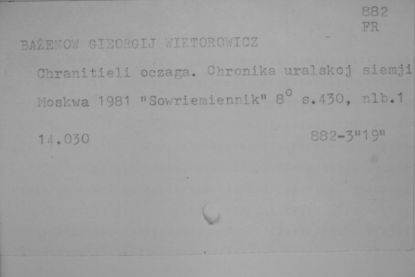 882
FR
BAŻENOW GIEORGIJ WIKTOROWICZ
Chranitieli oczaga. Chronika uralskoj siemji
Moskwa 1981 "Sowriemiennik" 8° s.430, nlb.1
14.030 882-3"19"